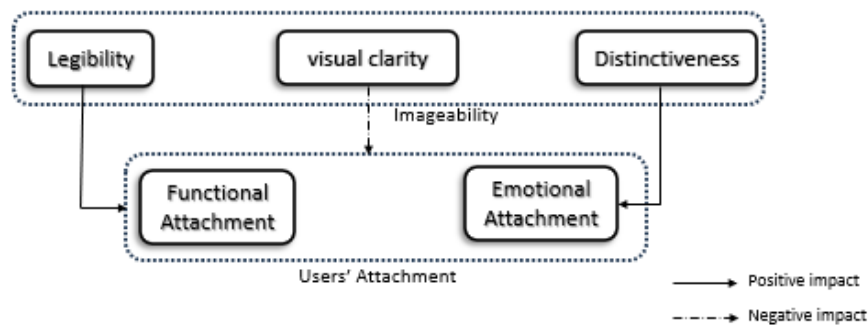 Legibility
visual clarity
Distinctiveness
Imageability
Functional
Attachment
Emotional
Attachment
Users' Attachment
Positive impact
Negative impact